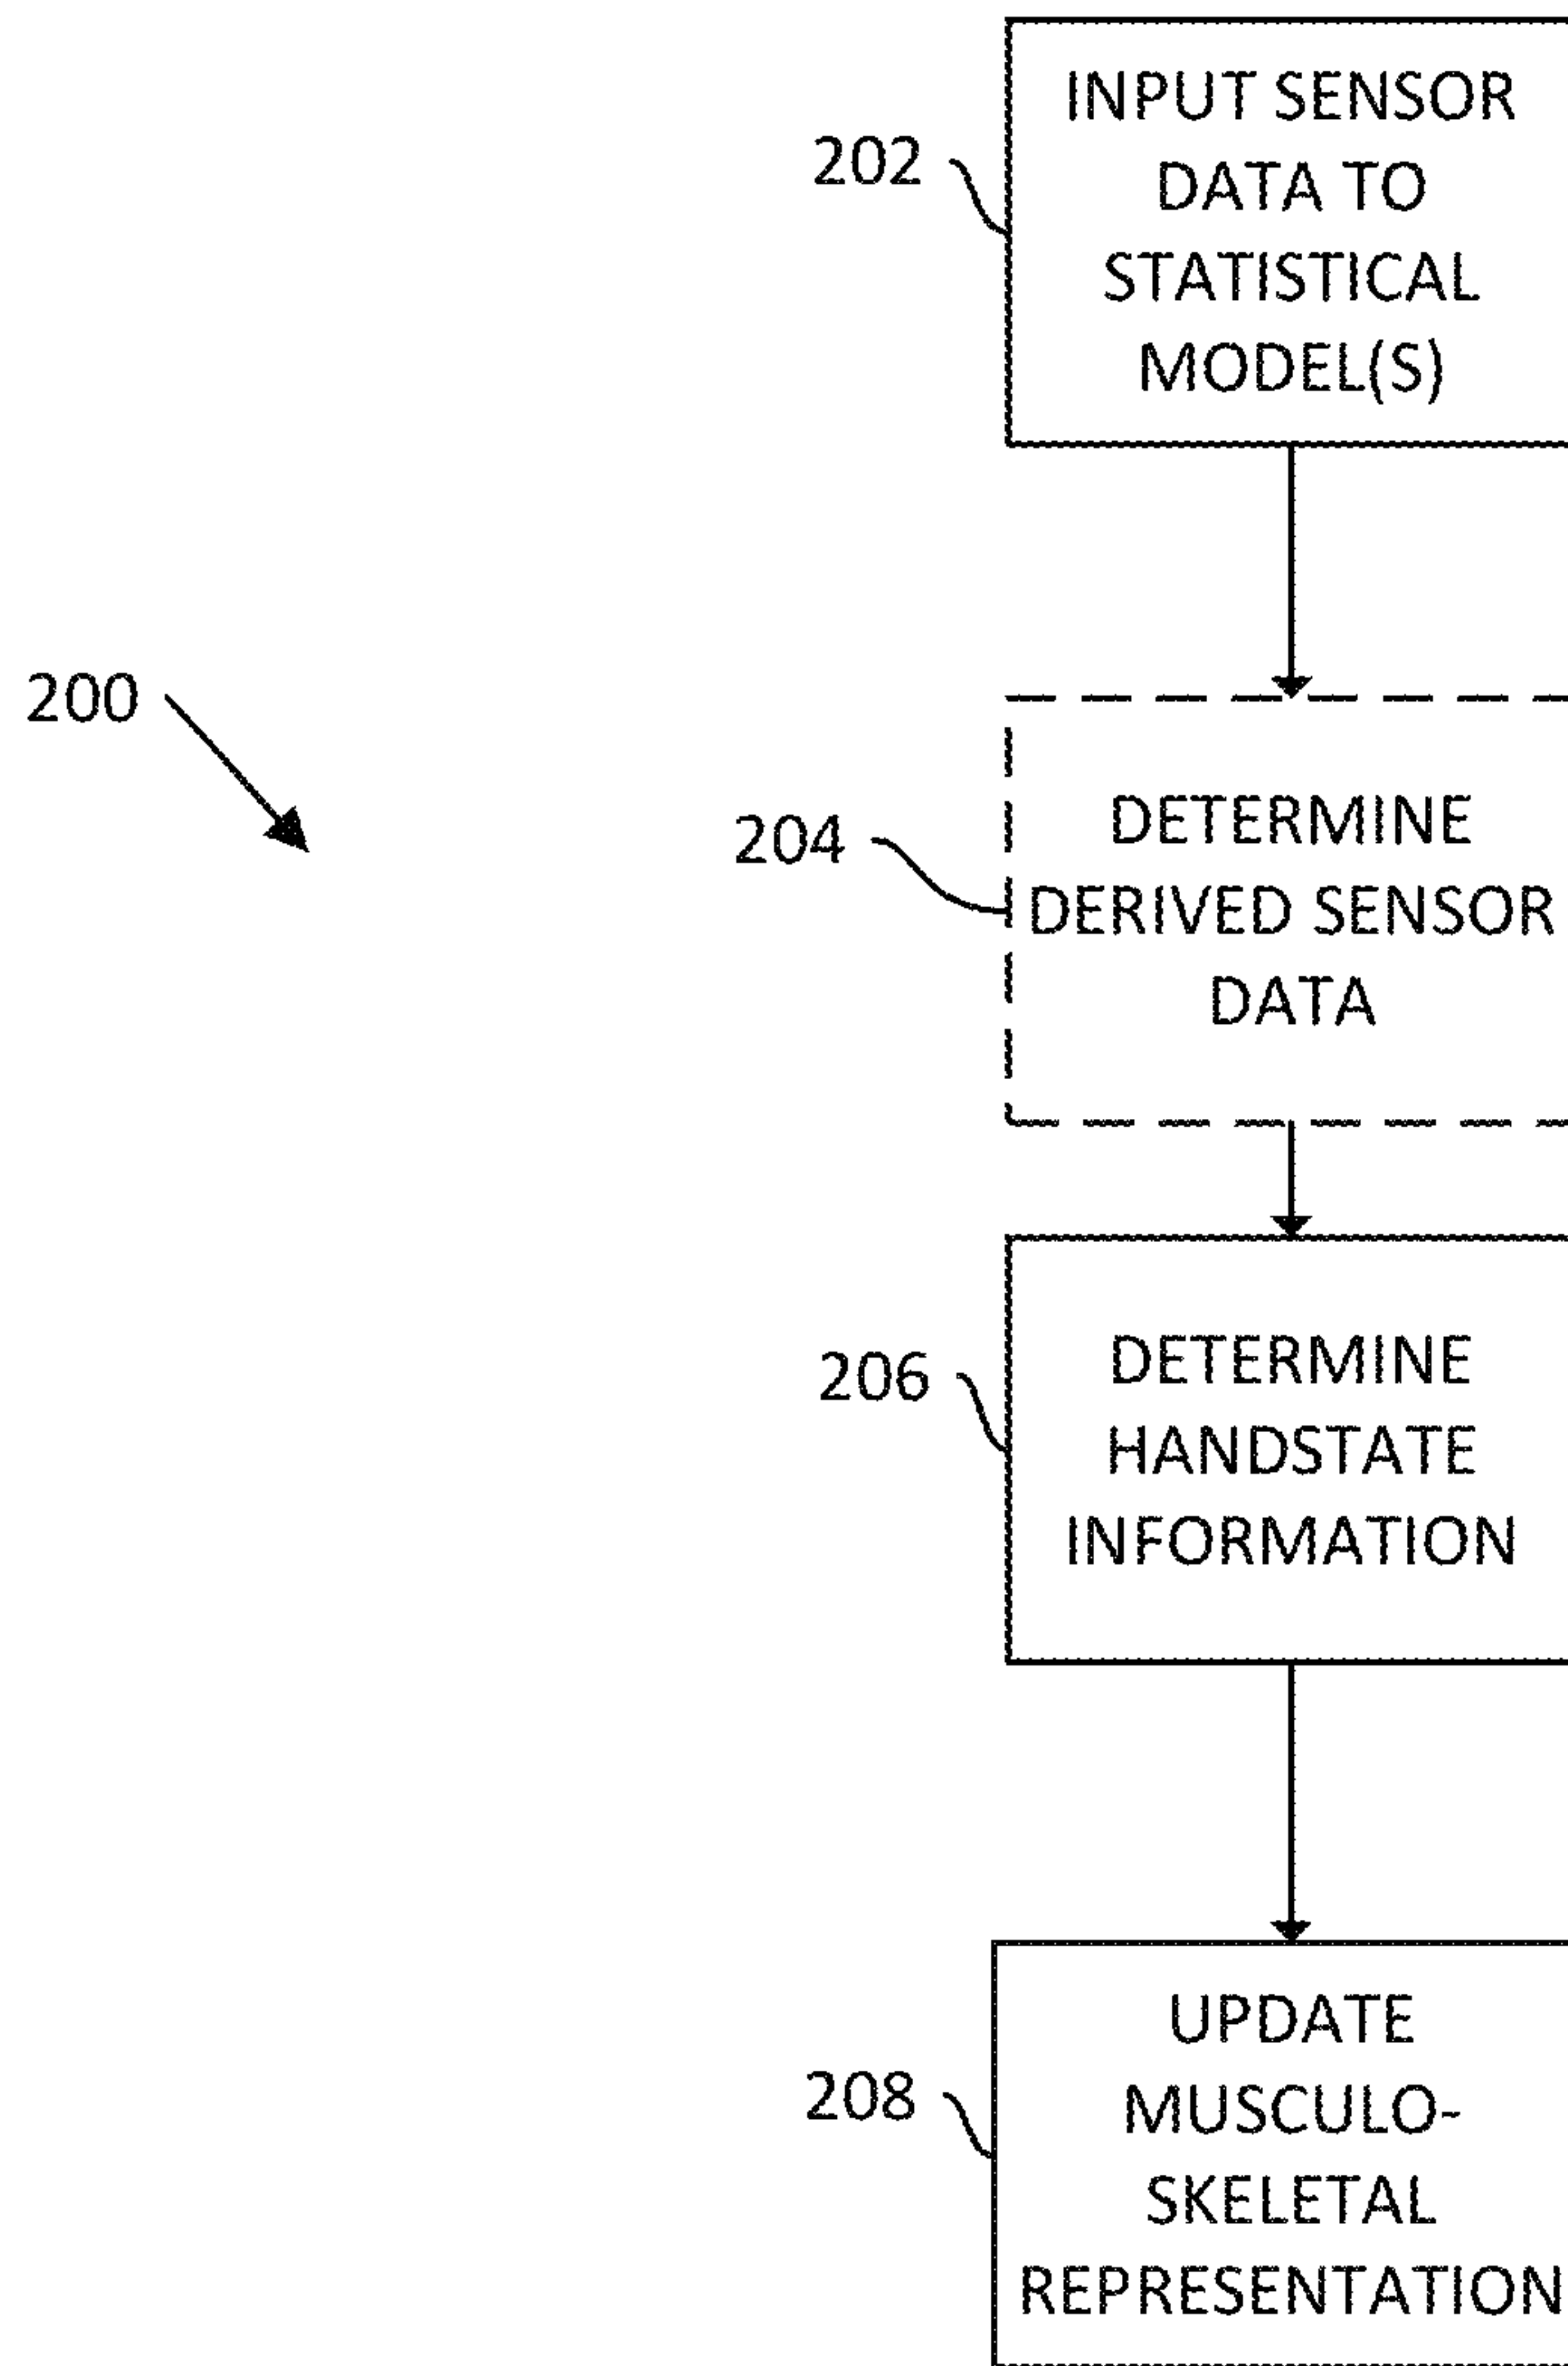 202
INPUT SENSOR
DATA TO
STATISTICAL
MODEL(S)
200
204
DETERMINE
DERIVED SENSOR
DATA
206
DETERMINE
HANDSTATE
INFORMATION
208
UPDATE
MUSCULO-
SKELETAL
REPRESENTATION